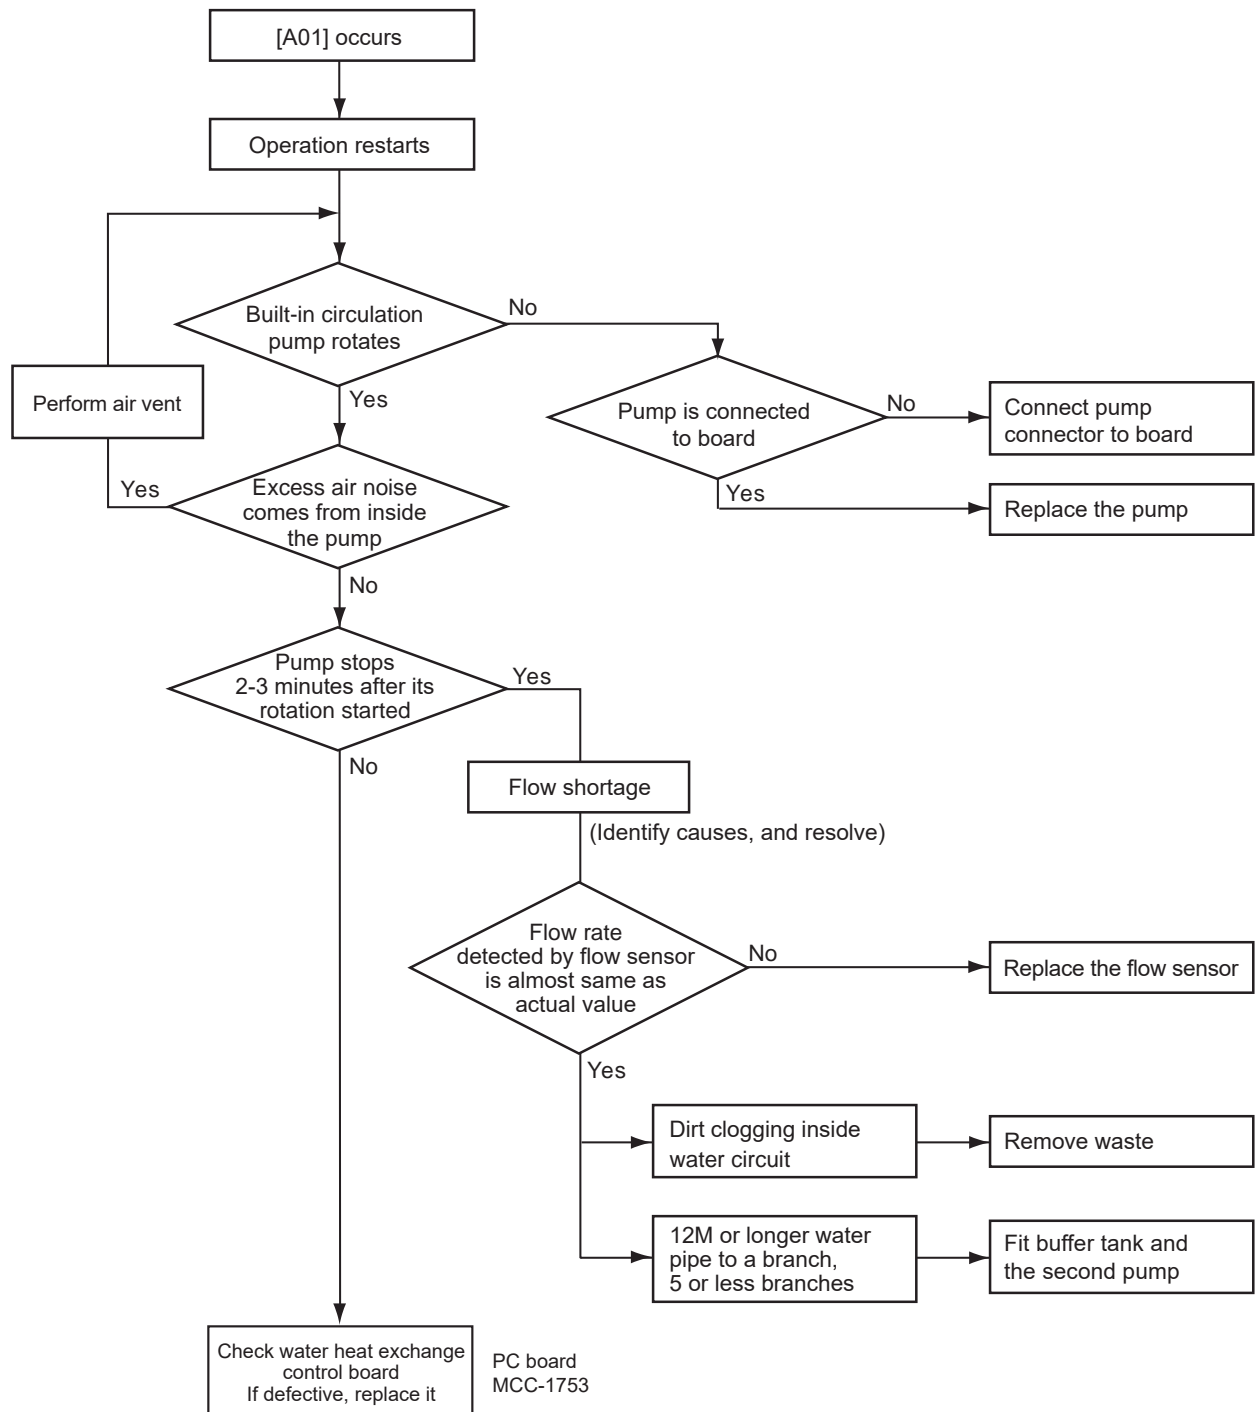 [A01] occurs
Operation restarts
Built-in circulation
pump rotates
No
Yes
Perform air vent
Pump is connected
to board
No
Connect pump
connector to board
Yes
Replace the pump
Excess air noise
comes from inside
the pump
Yes
No
Pump stops
2-3 minutes after its
rotation started
Yes
No
Flow shortage
(Identify causes, and resolve)
Flow rate
detected by flow sensor
is almost same as
actual value
No
Replace the flow sensor
Yes
Dirt clogging inside
water circuit
Remove waste
12M or longer water
pipe to a branch,
5 or less branches
Fit buffer tank and
the second pump
Check water heat exchange
control board
If defective, replace it
PC board
MCC-1753